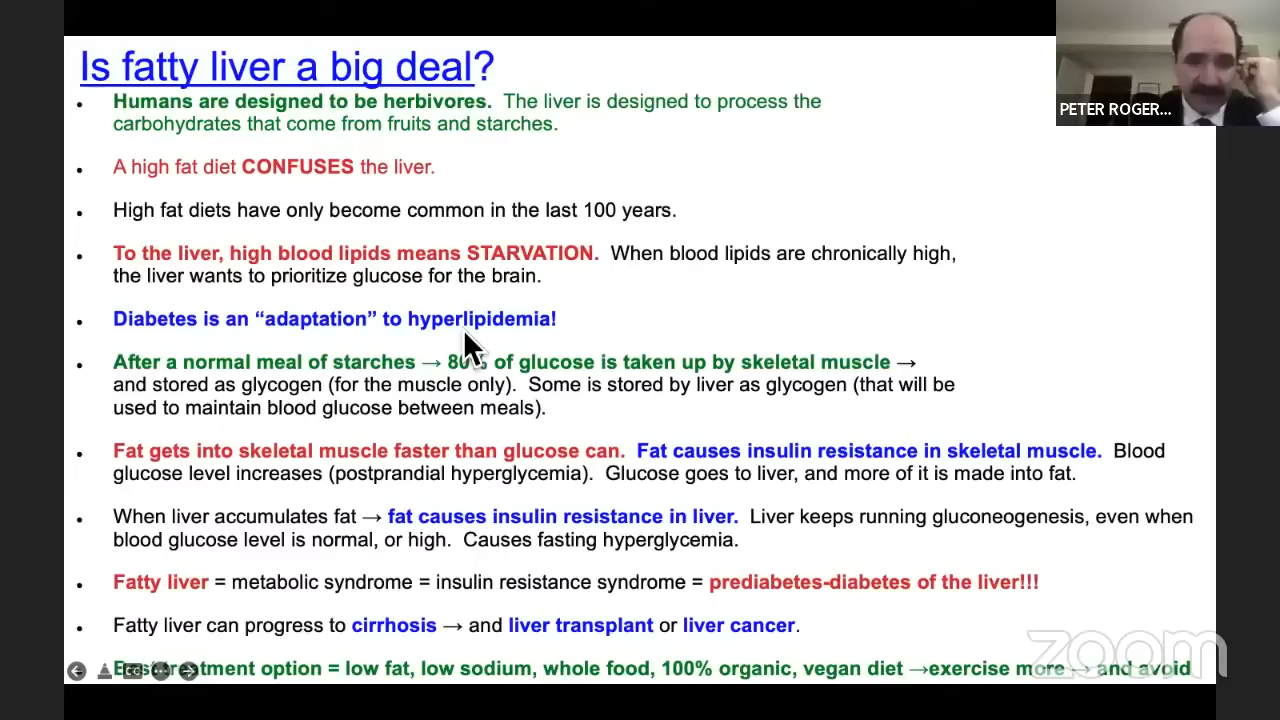 Is fatty liver a big deal?
PETER ROGER...
• Humans are designed to be herbivores. The liver is designed to process the
carbohydrates that come from fruits and starches.
• A high fat diet CONFUSES the liver.
• High fat diets have only become common in the last 100 years.
• To the liver, high blood lipids means STARVATION. When blood lipids are chronically high,
the liver wants to prioritize glucose for the brain.
• Diabetes is an “adaptation” to hyperlipidemia!
• After a normal meal of starches → 80% of glucose is taken up by skeletal muscle →
and stored as glycogen (for the muscle only). Some is stored by liver as glycogen (that will be
used to maintain blood glucose between meals).
• Fat gets into skeletal muscle faster than glucose can. Fat causes insulin resistance in skeletal muscle. Blood
glucose level increases (postprandial hyperglycemia). Glucose goes to liver, and more of it is made into fat.
• When liver accumulates fat → fat causes insulin resistance in liver. Liver keeps running gluconeogenesis, even when
blood glucose level is normal, or high. Causes fasting hyperglycemia.
• Fatty liver = metabolic syndrome = insulin resistance syndrome = prediabetes-diabetes of the liver!!!
• Fatty liver can progress to cirrhosis → and liver transplant or liver cancer.
zoom
option = low fat, low sodium, whole food, 100% organic, vegan diet →exercise more → and avoid